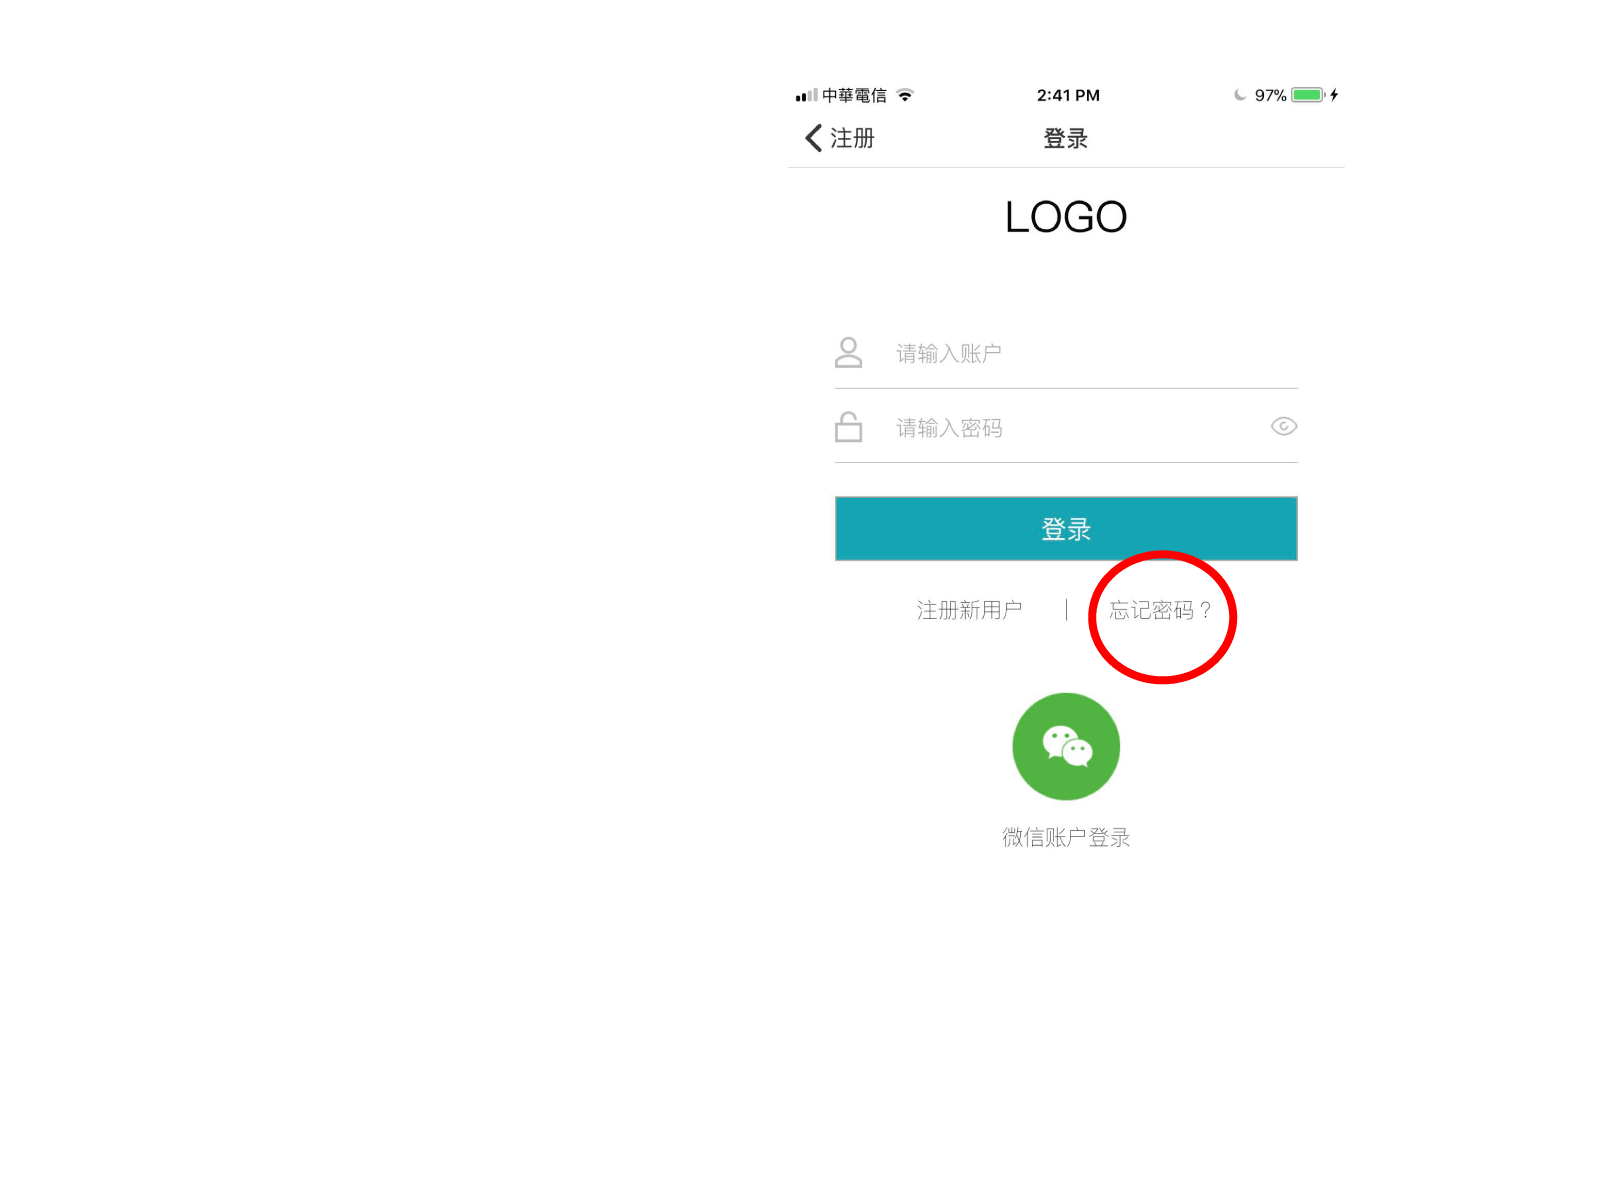 中華電信 2:41 PM 97%
注册 登录
LOGO
请输入账户
请输入密码
登录
注册新用户 | 忘记密码？
微信账户登录